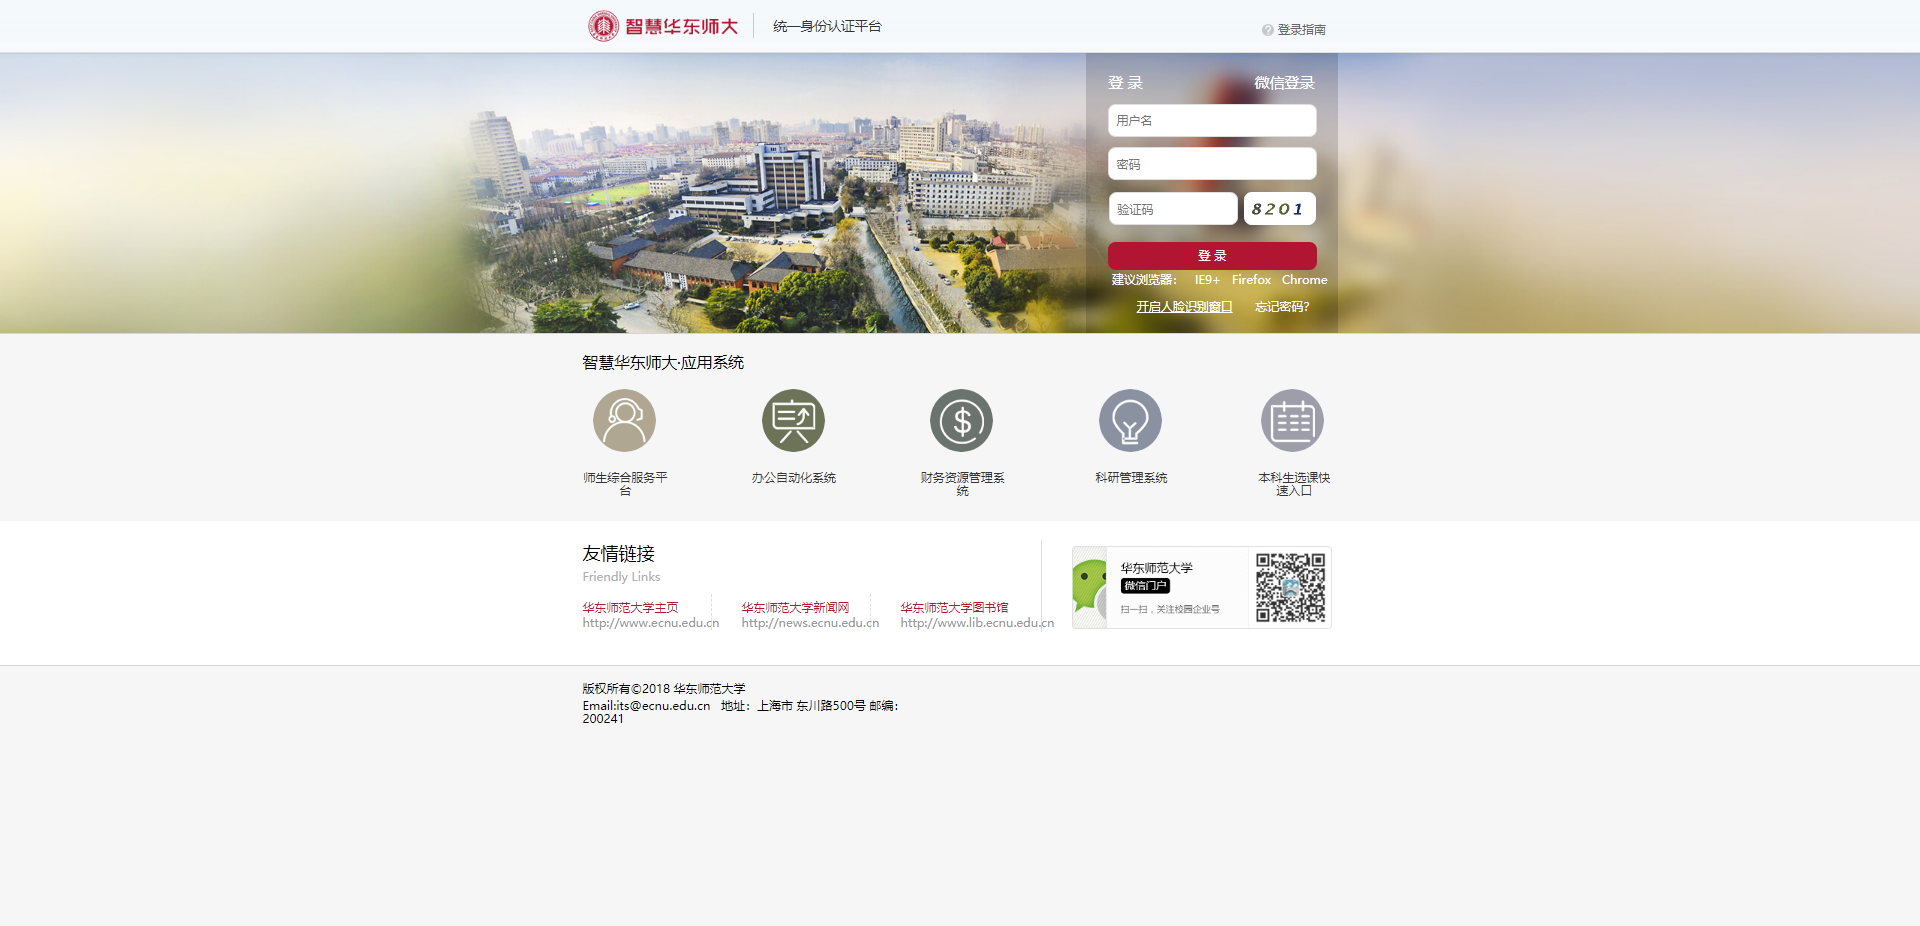 智慧华东师大
统一身份认证平台
登录指南
登 录
微信登录
用户名
密码
验证码
8201
登 录
建议浏览器： IE9+ Firefox Chrome
开启人脸识别窗口
忘记密码?
智慧华东师大·应用系统
师生综合服务平
台
办公自动化系统
财务资源管理系
统
科研管理系统
本科生选课快
速入口
友情链接
Friendly Links
华东师范大学主页
http://www.ecnu.edu.cn
华东师范大学新闻网
http://news.ecnu.edu.cn
华东师范大学图书馆
http://www.lib.ecnu.edu.cn
华东师范大学
微信门户
扫一扫，关注校园企业号
版权所有©2018 华东师范大学
Email:its@ecnu.edu.cn 地址：上海市 东川路500号 邮编：
200241